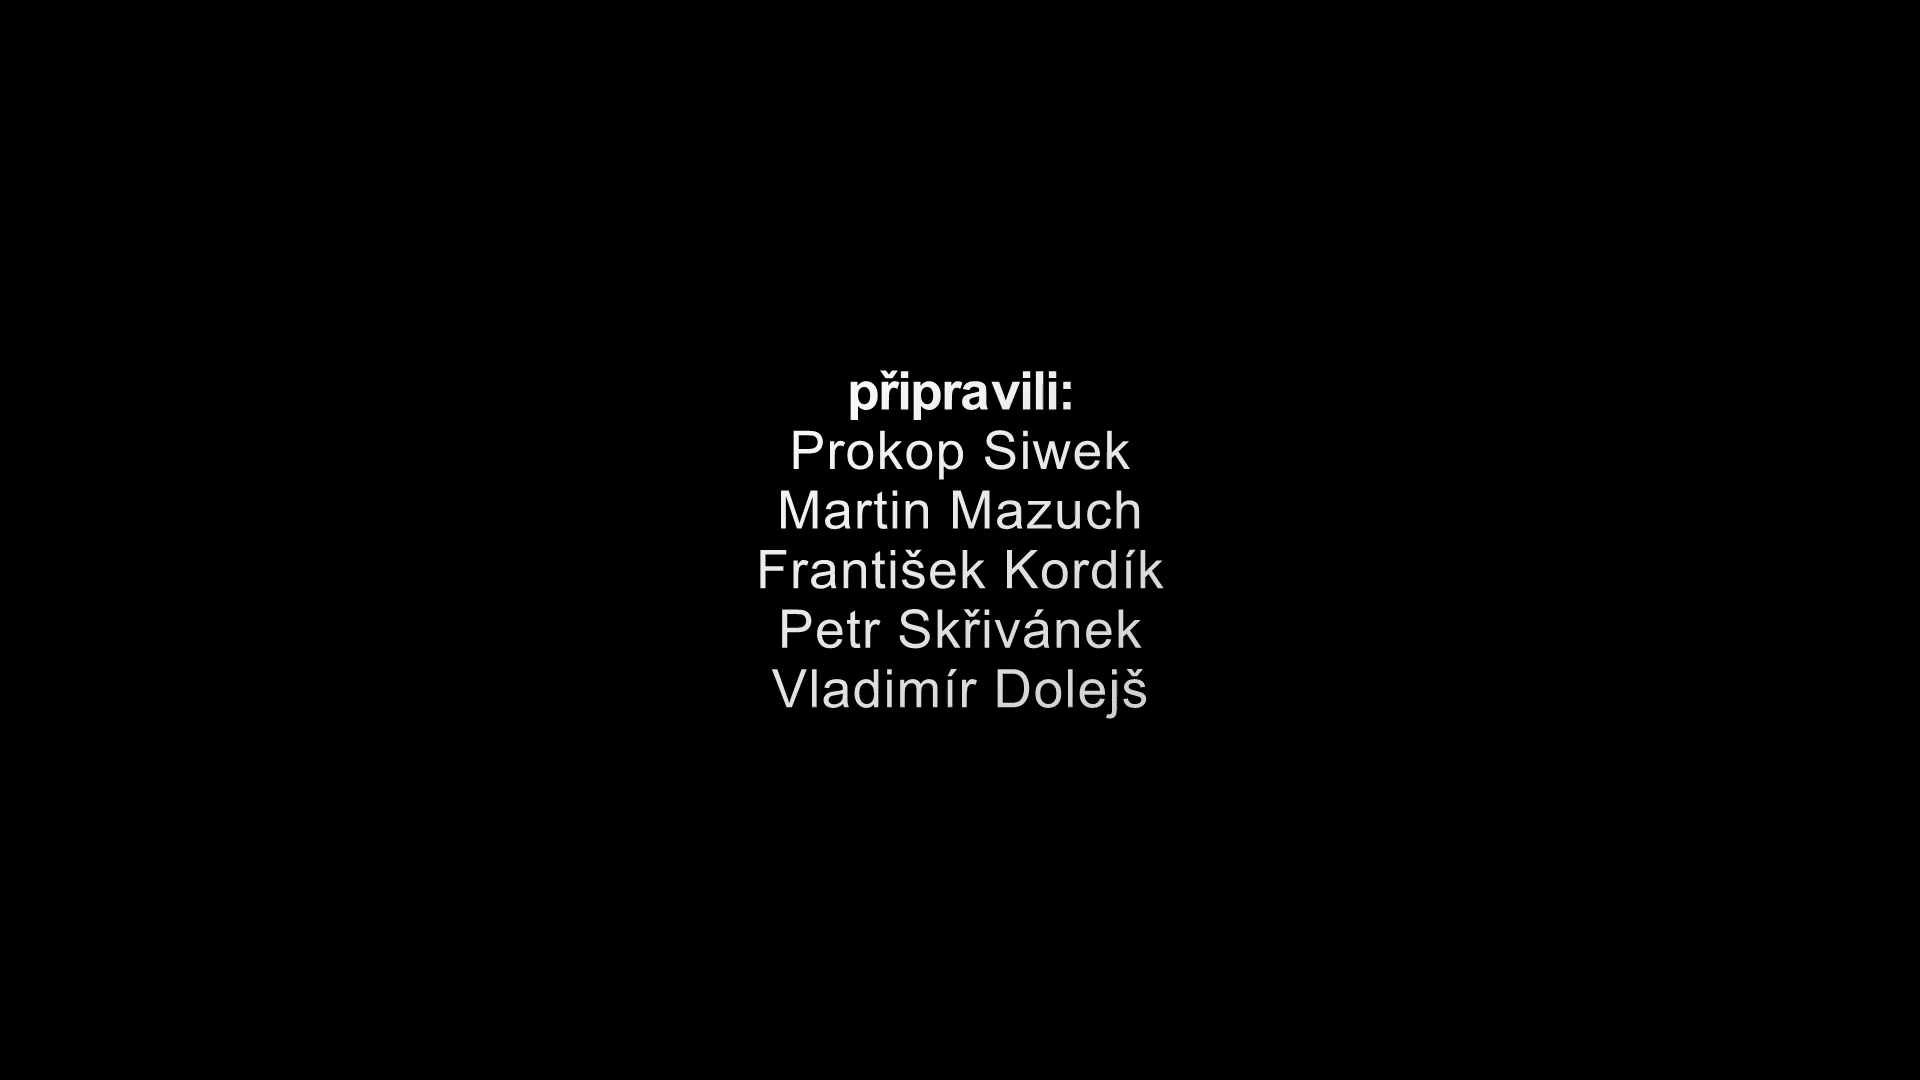 připravili:
Prokop Siwek
Martin Mazuch
František Kordík
Petr Skřivánek
Vladimír Dolejš